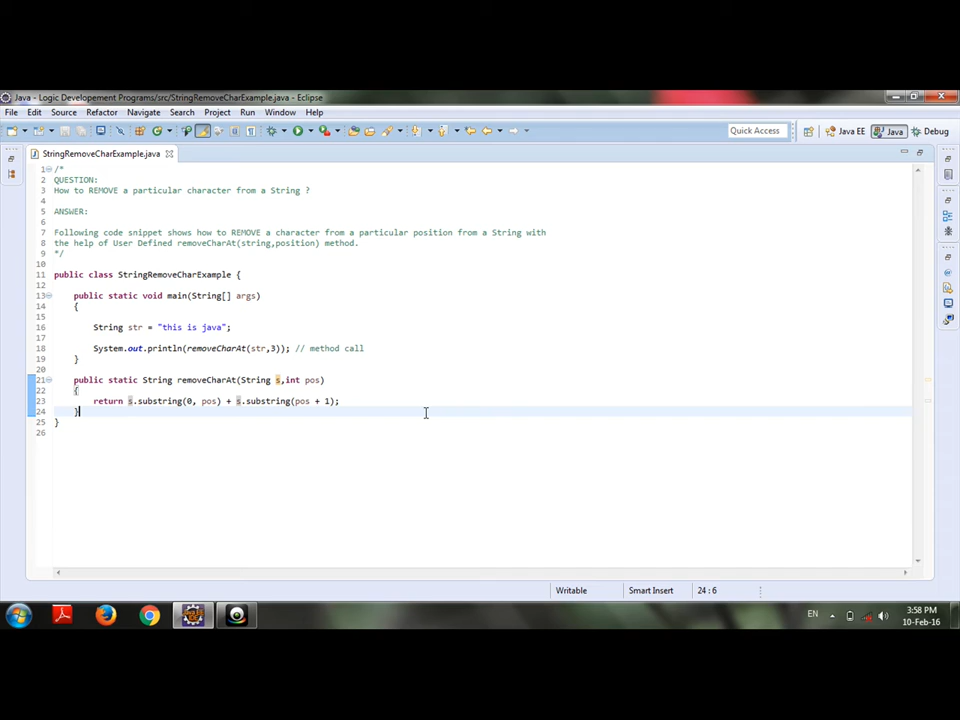 Java - Logic Developement Programs/src/StringRemoveCharExample.java - Eclipse
File Edit Source Refactor Navigate Search Project Run Window Help
Quick Access Java EE Java Debug
StringRemoveCharExample.java
1 /*
2 QUESTION:
3 How to REMOVE a particular character from a String ?
4
5 ANSWER:
6
7 Following code snippet shows how to REMOVE a character from a particular position from a String with
8 the help of User Defined removeCharAt(string,position) method.
9 */
10
11 public class StringRemoveCharExample {
12
13 public static void main(String[] args)
14 {
15
16 String str = "this is java";
17
18 System.out.println(removeCharAt(str,3)); // method call
19 }
20
21 public static String removeCharAt(String s,int pos)
22 {
23 return s.substring(0, pos) + s.substring(pos + 1);
24 }
25 }
26
Writable Smart Insert 24 : 6
EN 3:58 PM
10-Feb-16